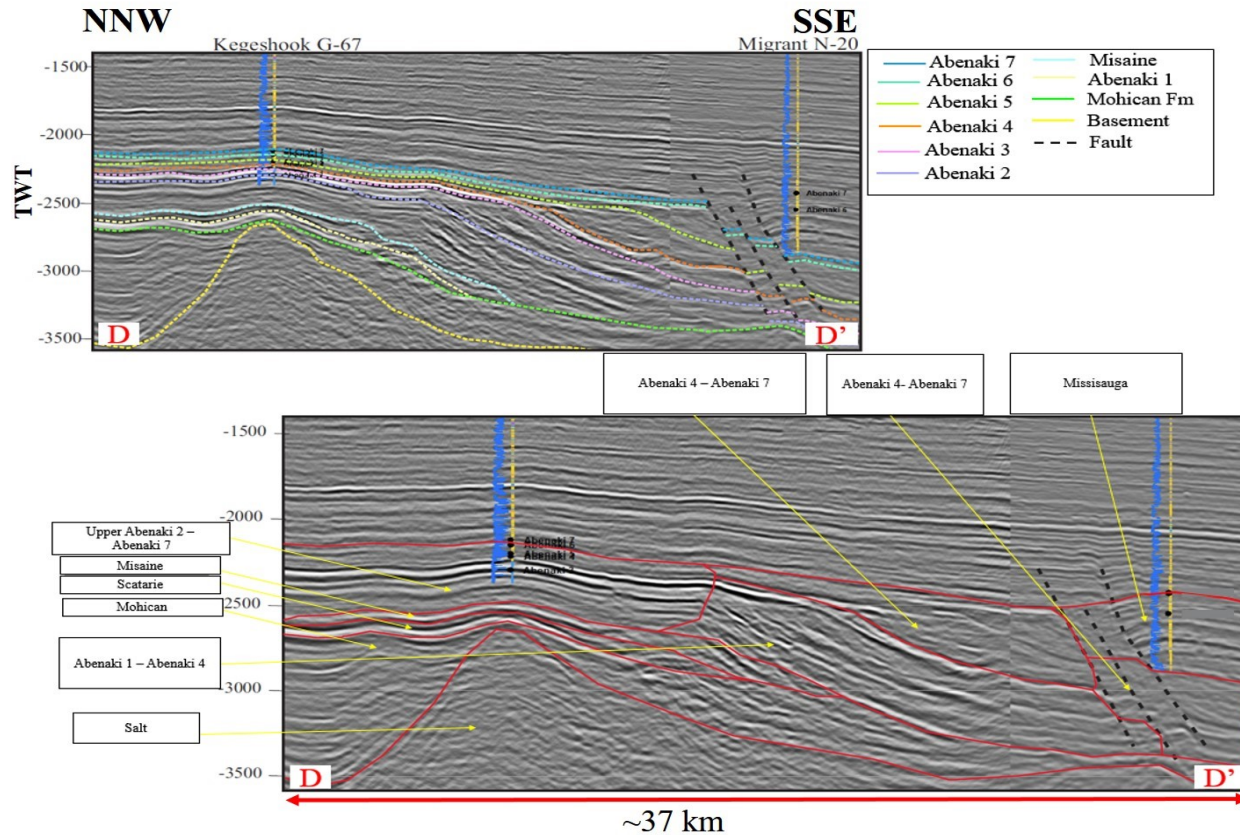 NNW
SSE
Kegeshook G-67
Migrant N-20
-1500
-2000
-2500
-3000
-3500
TWT
Abenaki 7
Abenaki 6
D
D'
Abenaki 7
Abenaki 6
Abenaki 5
Abenaki 4
Abenaki 3
Abenaki 2
Misaine
Abenaki 1
Mohican Fm
Basement
Fault
Abenaki 4 – Abenaki 7
Abenaki 4- Abenaki 7
Missisauga
-1500
-2000
-2500
-3000
-3500
Upper Abenaki 2 –
Abenaki 7
Misaine
Scatarie
Mohican
Abenaki 1 – Abenaki 4
Salt
D
D'
~37 km